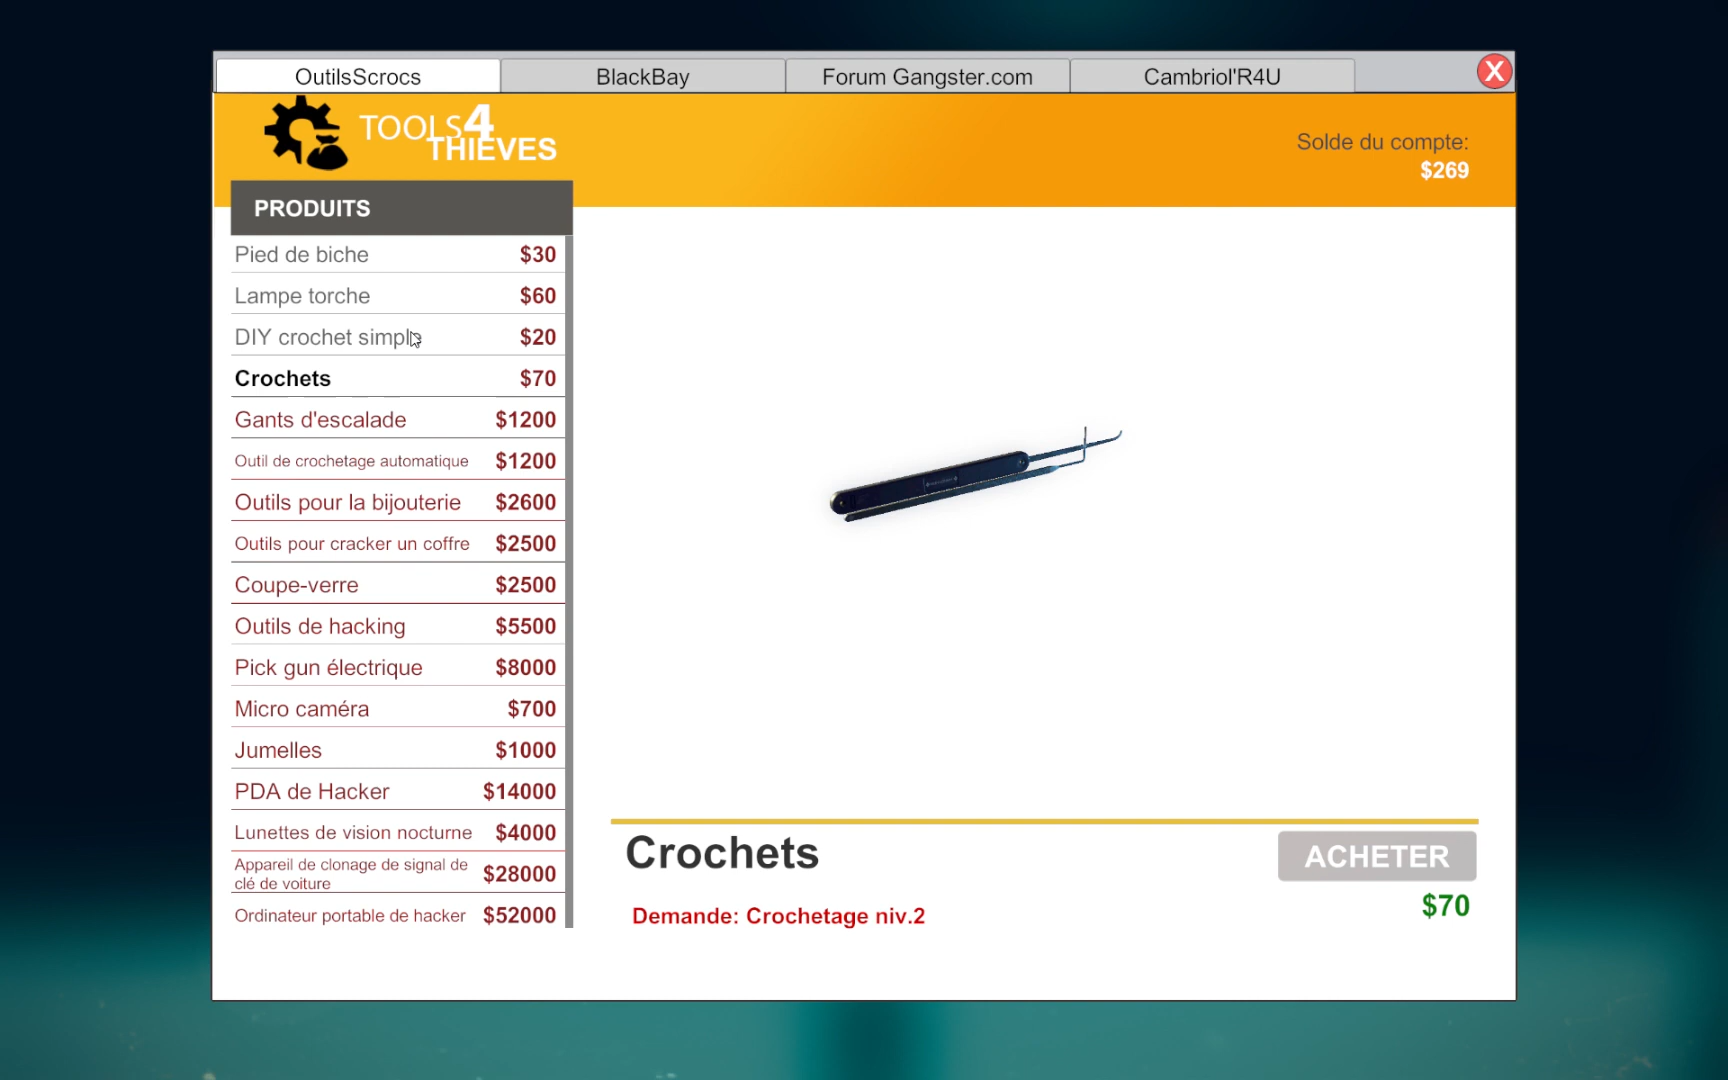 OutilsScrocs
BlackBay
Forum Gangster.com
Cambriol'R4U
X
TOOLS4
THIEVES
Solde du compte:
$269
PRODUITS
Pied de biche $30
Lampe torche $60
DIY crochet simple $20
Crochets $70
Gants d'escalade $1200
Outil de crochetage automatique $1200
Outils pour la bijouterie $2600
Outils pour cracker un coffre $2500
Coupe-verre $2500
Outils de hacking $5500
Pick gun électrique $8000
Micro caméra $700
Jumelles $1000
PDA de Hacker $14000
Lunettes de vision nocturne $4000
Appareil de clonage de signal de
clé de voiture $28000
Ordinateur portable de hacker $52000
Crochets
ACHETER
Demande: Crochetage niv.2
$70